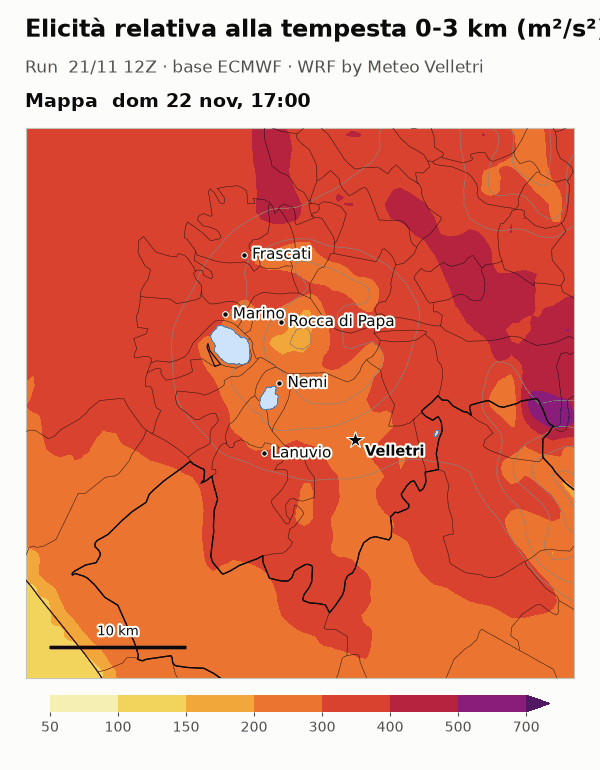 Elicità relativa alla tempesta 0-3 km (m²/s²)
Run  21/11 12Z · base ECMWF · WRF by Meteo Velletri
Mappa  dom 22 nov, 17:00
Frascati
Marino
Rocca di Papa
Nemi
Velletri
Lanuvio
10 km
50 100 150 200 300 400 500 700